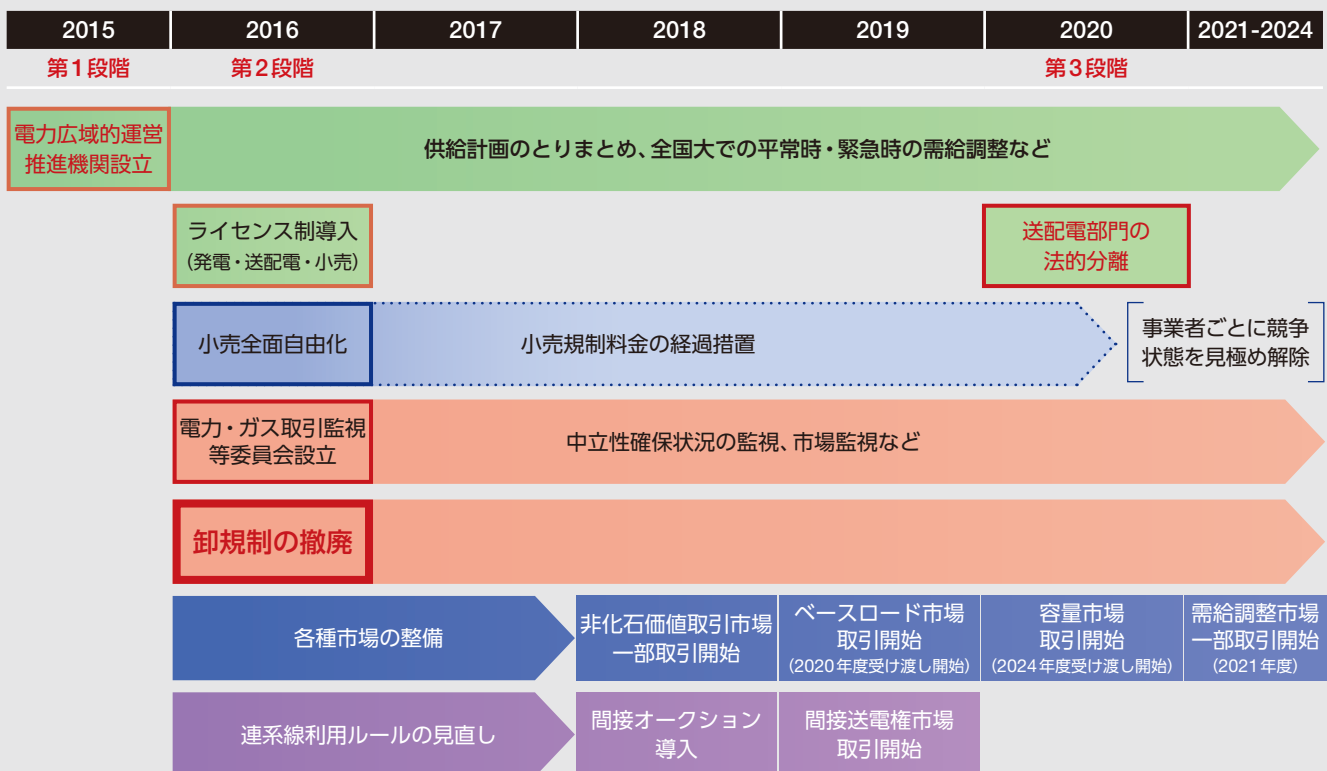 2015 2016 2017 2018 2019 2020 2021-2024
第1段階 第2段階 第3段階
電力広域的運営
推進機関設立
供給計画のとりまとめ、全国大での平常時・緊急時の需給調整など
ライセンス制導入
(発電・送配電・小売)
送配電部門の
法的分離
小売全面自由化
小売規制料金の経過措置
事業者ごとに競争
状態を見極め解除
電力・ガス取引監視
等委員会設立
中立性確保状況の監視、市場監視など
卸規制の撤廃
各種市場の整備
非化石価値取引市場
一部取引開始
ベースロード市場
取引開始
(2020年度受け渡し開始)
容量市場
取引開始
(2024年度受け渡し開始)
需給調整市場
一部取引開始
(2021年度)
連系線利用ルールの見直し
間接オークション
導入
間接送電権市場
取引開始